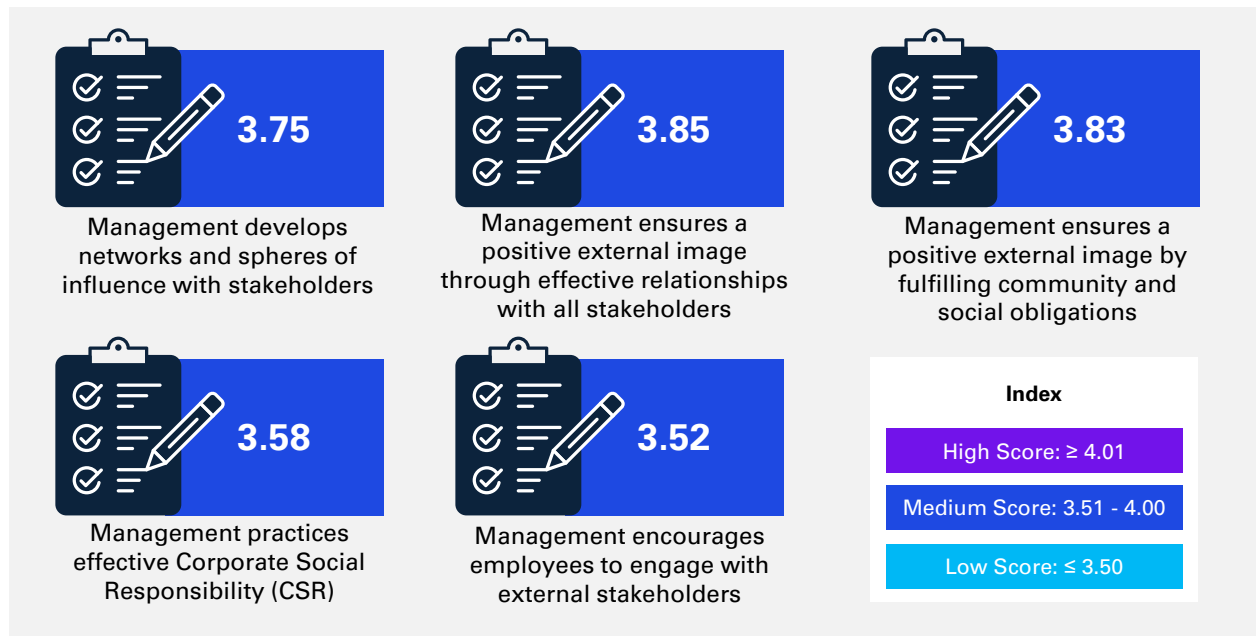 3.75
Management develops
networks and spheres of
influence with stakeholders
3.85
Management ensures a
positive external image
through effective relationships
with all stakeholders
3.83
Management ensures a
positive external image by
fulfilling community and
social obligations
3.58
Management practices
effective Corporate Social
Responsibility (CSR)
3.52
Management encourages
employees to engage with
external stakeholders
Index
High Score: ≥ 4.01
Medium Score: 3.51 - 4.00
Low Score: ≤ 3.50